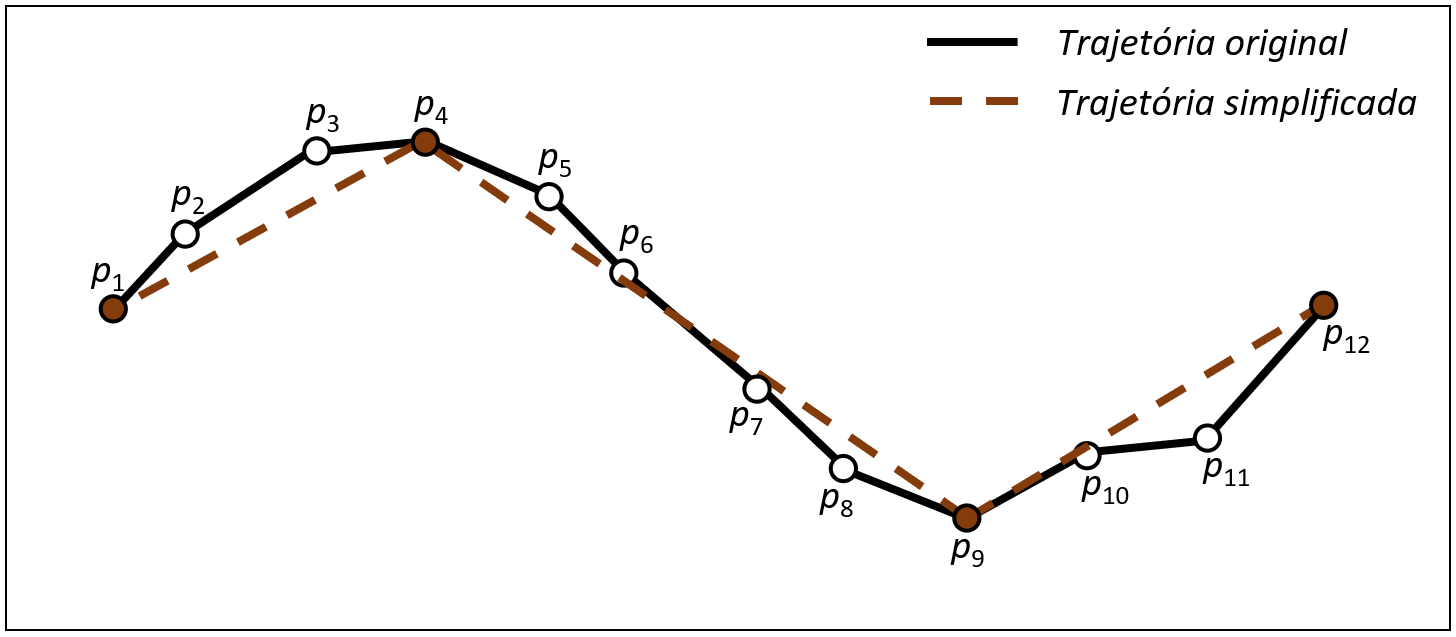 Trajetória original
Trajetória simplificada
p1
p2
p3
p4
p5
p6
p7
p8
p9
p10
p11
p12